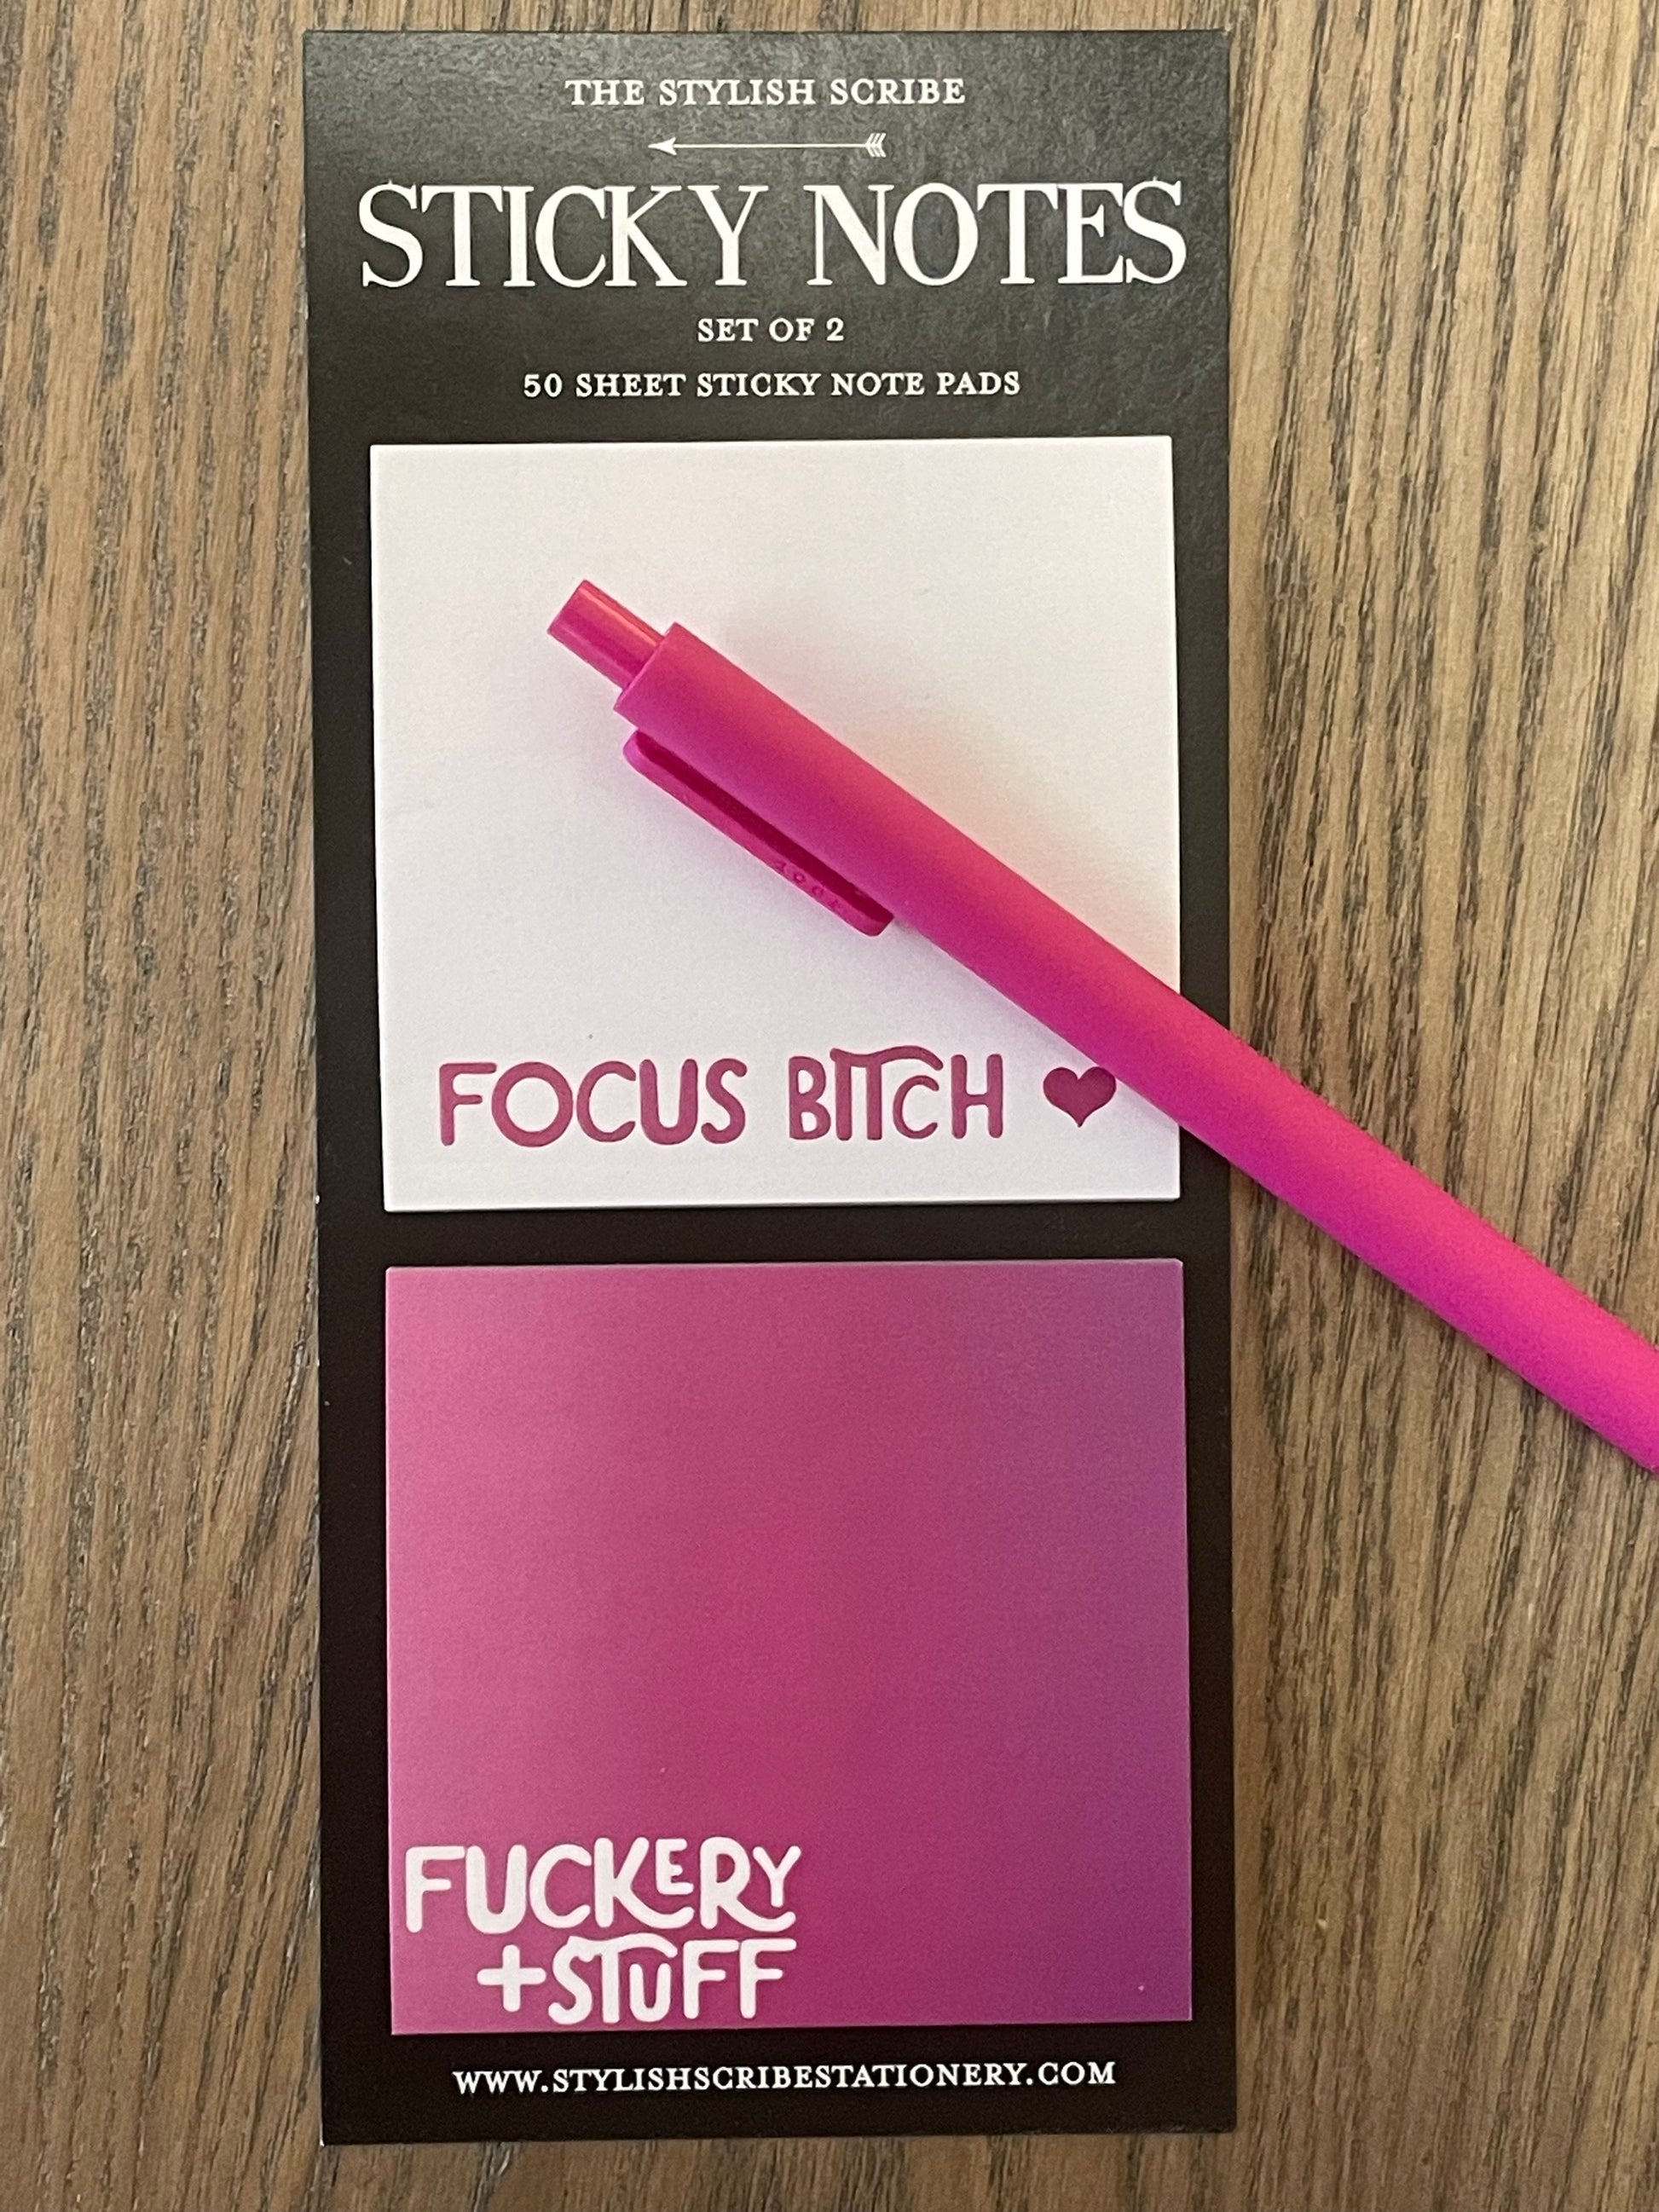 THE STYLISH SCRIBE
STICKY NOTES
SET OF 2
50 SHEET STICKY NOTE PADS
FOCUS BITCH ♥
FUCKERY
+STUFF
WWW.STYLISHSCRIBESTATIONERY.COM